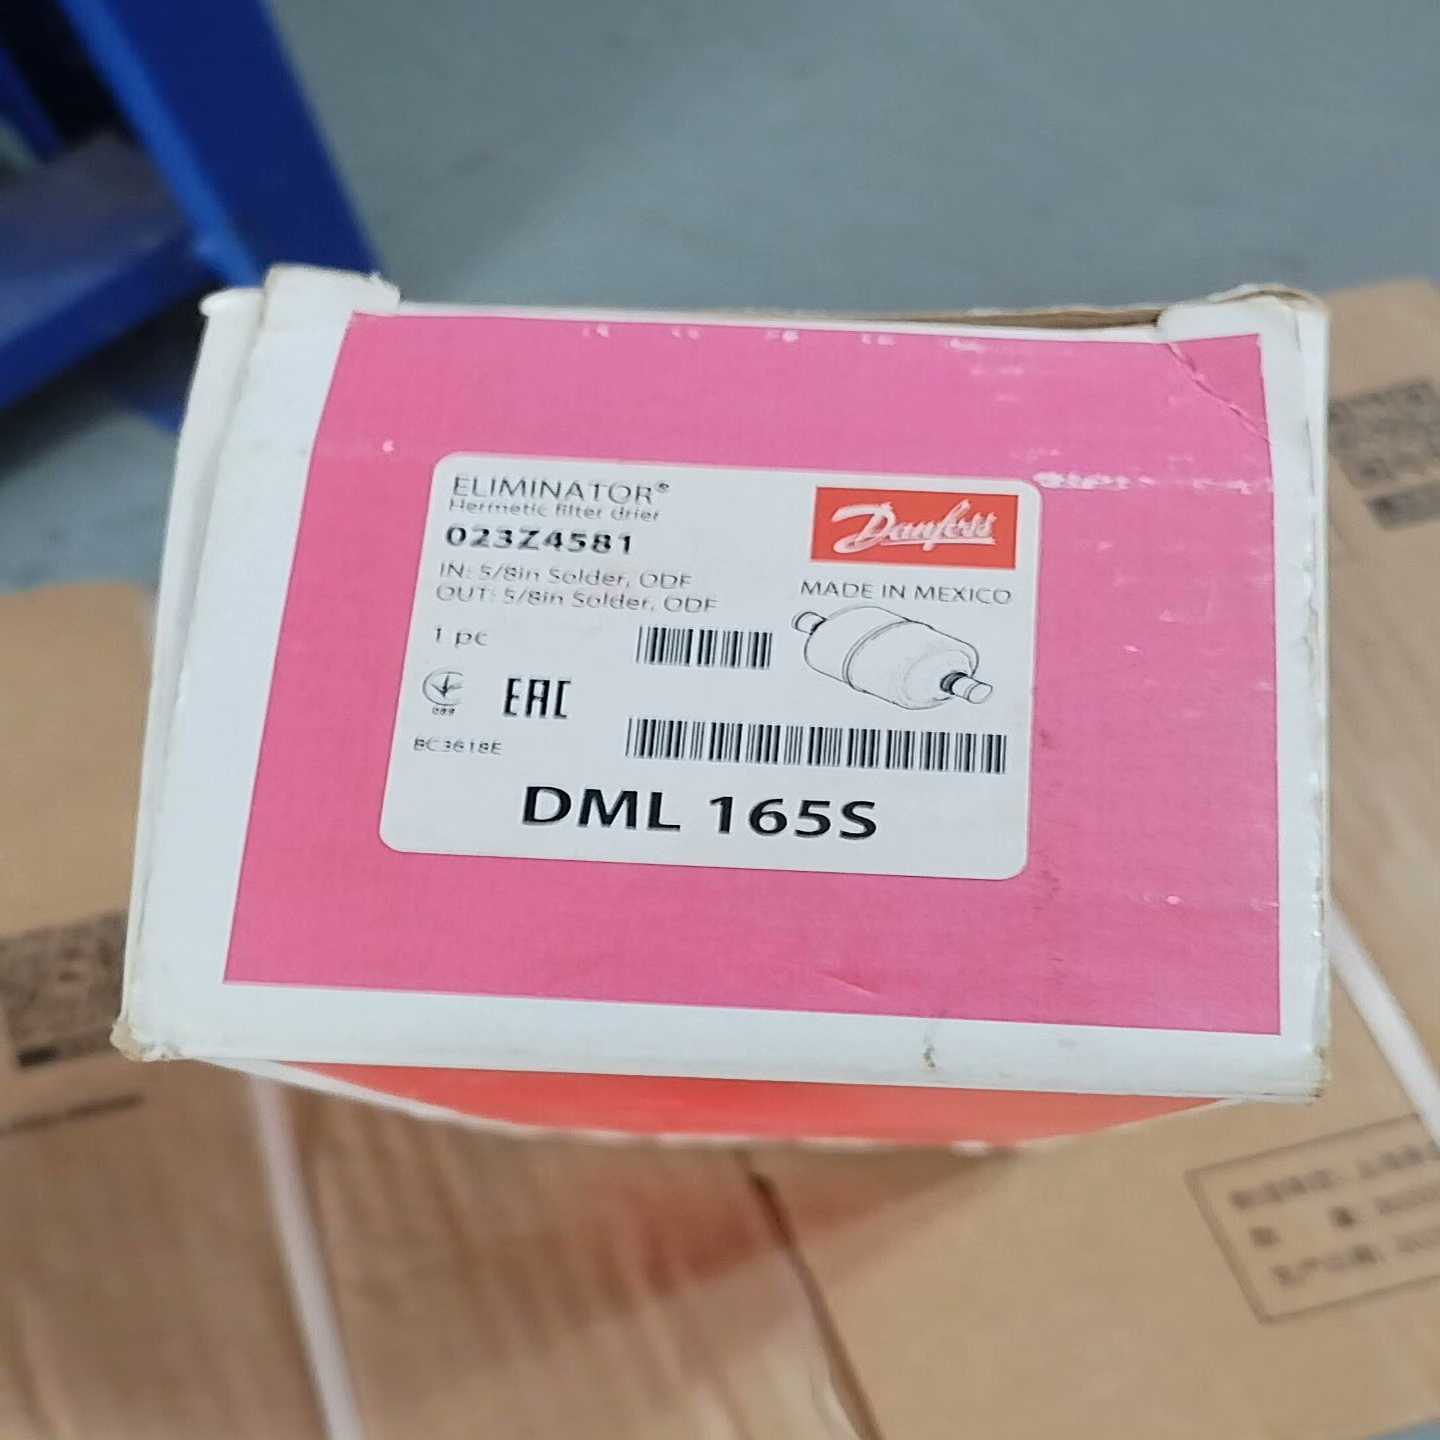 ELIMINATOR®
Hermetic filter drier
023Z4581
IN: 5/8in Solder, ODF
OUT: 5/8in Solder, ODF
1 pc
Danfoss
MADE IN MEXICO
089
EAC
BC3618E
DML 165S